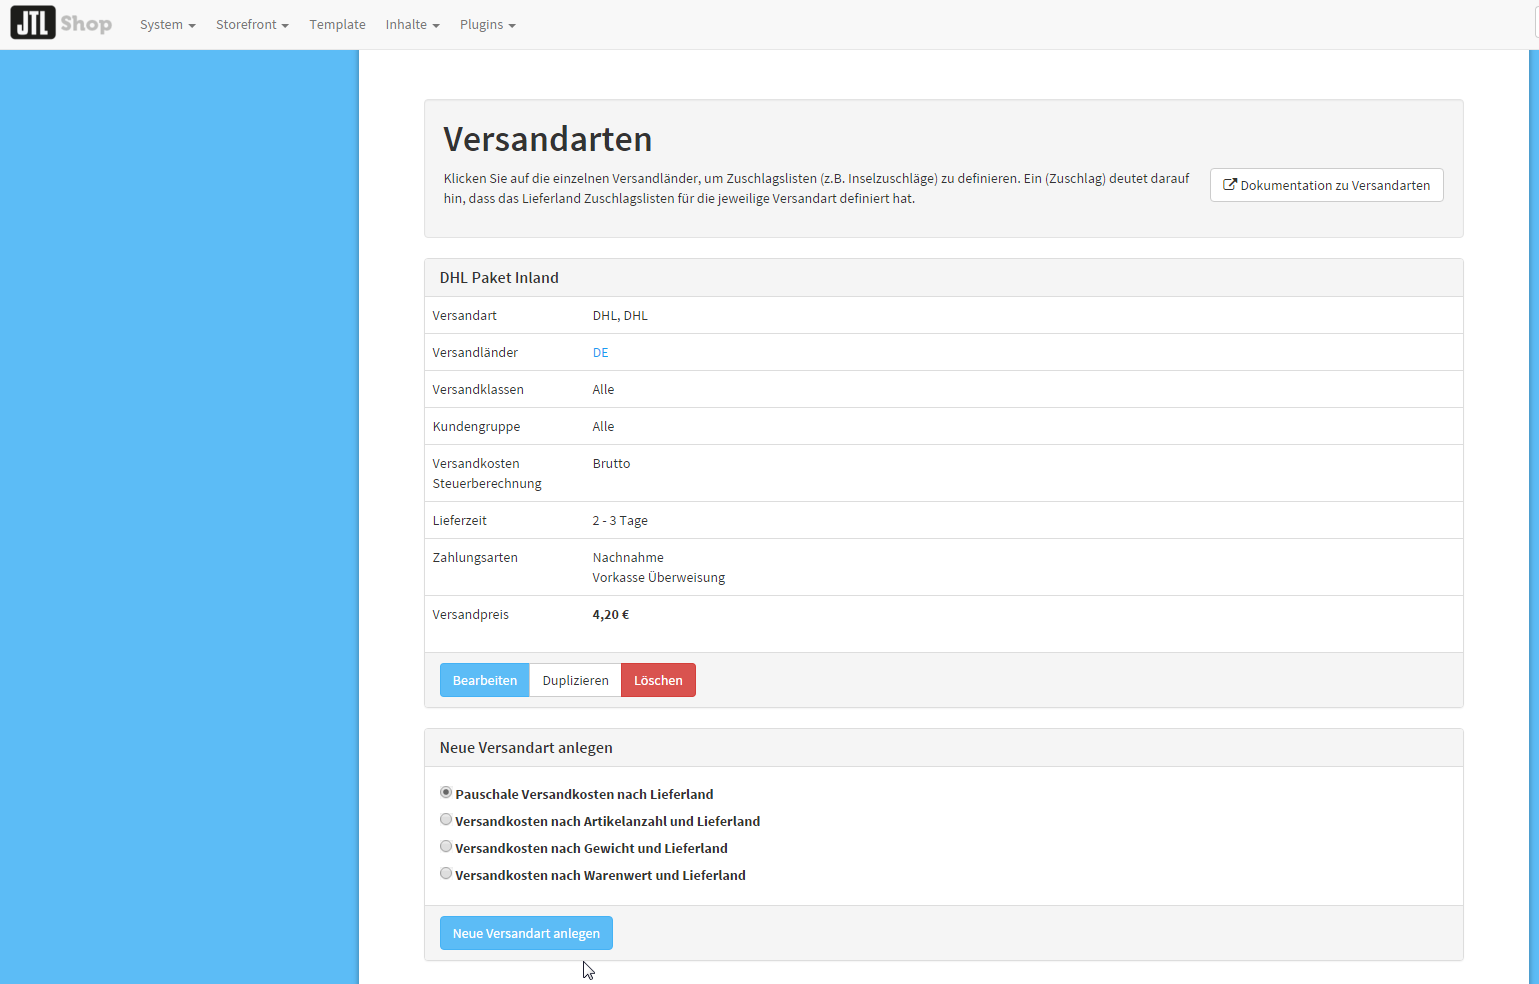 JTL Shop System Storefront Template Inhalte Plugins
Versandarten
Klicken Sie auf die einzelnen Versandländer, um Zuschlagslisten (z.B. Inselzuschläge) zu definieren. Ein (Zuschlag) deutet darauf
hin, dass das Lieferland Zuschlagslisten für die jeweilige Versandart definiert hat.
Dokumentation zu Versandarten
DHL Paket Inland
Versandart DHL, DHL
Versandländer DE
Versandklassen Alle
Kundengruppe Alle
Versandkosten Brutto
Steuerberechnung
Lieferzeit 2 - 3 Tage
Zahlungsarten Nachnahme
Vorkasse Überweisung
Versandpreis 4,20 €
Bearbeiten Duplizieren Löschen
Neue Versandart anlegen
Pauschale Versandkosten nach Lieferland
Versandkosten nach Artikelanzahl und Lieferland
Versandkosten nach Gewicht und Lieferland
Versandkosten nach Warenwert und Lieferland
Neue Versandart anlegen